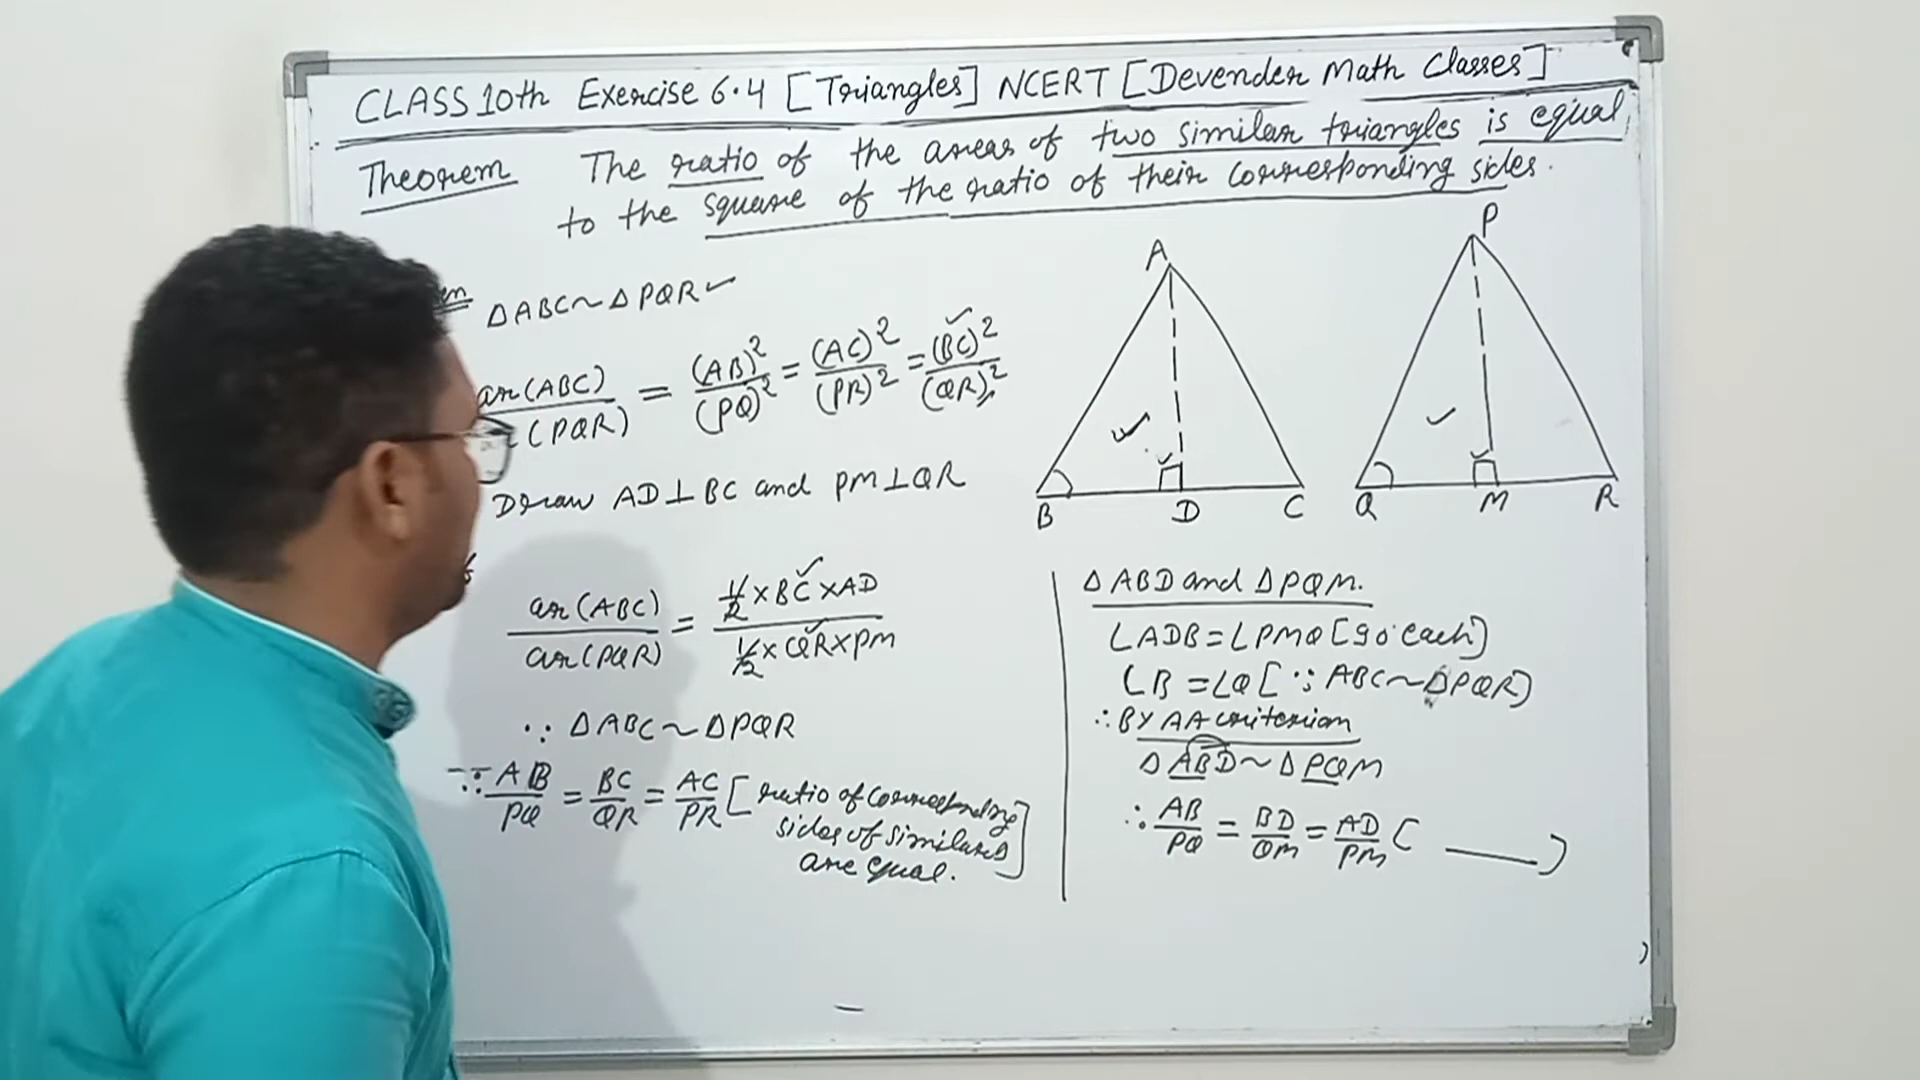 CLASS 10th Exercise 6.4 [Triangles] NCERT [Devender Math Classes]
Theorem The ratio of the areas of two similar triangles is equal
to the square of the ratio of their corresponding sides.
en ΔABC ~ ΔPQR ✓
ar(ABC)/(PQR) = (AB)²/(PQ)² = (AC)²/(PR)² = (BC)²/(QR)²
Draw AD ⊥ BC and PM ⊥ QR
ar(ABC)/ar(PQR) = 1/2 × BC × AD / 1/2 × QR × PM
∵ ΔABC ~ ΔPQR
∵ AB/PQ = BC/QR = AC/PR [ratio of corresponding
sides of similar Δs
are equal.]
A
B
D
C
P
Q
M
R
ΔABD and ΔPQM.
∠ADB = ∠PMQ [90° each]
∠B = ∠Q [∵ ABC ~ ΔPQR]
∴ By AA criterion
ΔABD ~ ΔPQM
∴ AB/PQ = BD/QM = AD/PM [ ____ ]